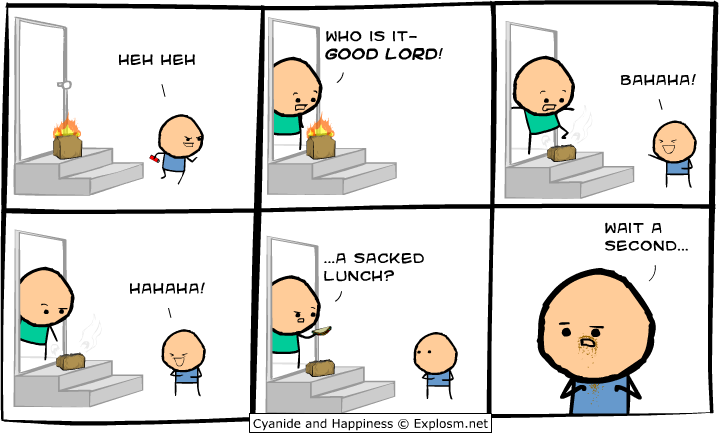 HEH HEH
WHO IS IT-
GOOD LORD!
BAHAHA!
HAHAHA!
...A SACKED
LUNCH?
WAIT A
SECOND...
Cyanide and Happiness © Explosm.net